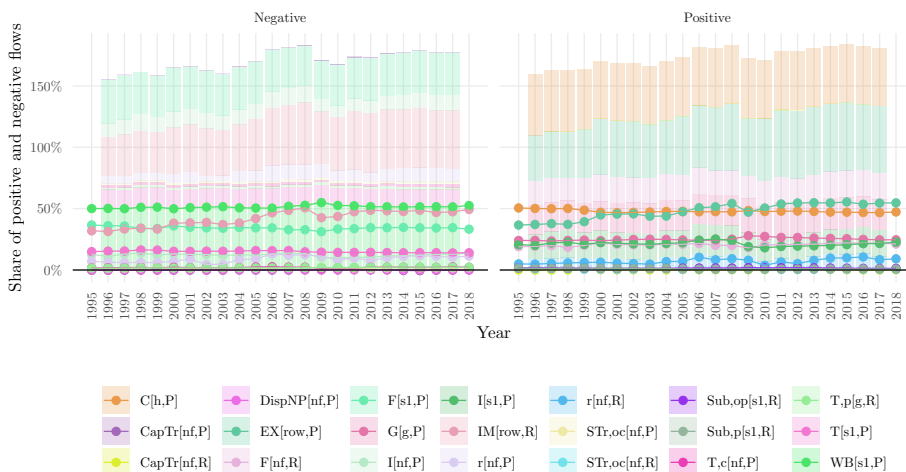 Negative
Positive
Share of positive and negative flows
150%
100%
50%
0%
1995 1996 1997 1998 1999 2000 2001 2002 2003 2004 2005 2006 2007 2008 2009 2010 2011 2012 2013 2014 2015 2016 2017 2018
1995 1996 1997 1998 1999 2000 2001 2002 2003 2004 2005 2006 2007 2008 2009 2010 2011 2012 2013 2014 2015 2016 2017 2018
Year
C[h,P] DispNP[nf,P] F[s1,P] I[s1,P] r[nf,R] Sub,op[s1,R] T,p[g,R]
CapTr[nf,P] EX[row,P] G[g,P] IM[row,R] STr,oc[nf,P] Sub,p[s1,R] T[s1,P]
CapTr[nf,R] F[nf,R] I[nf,P] r[nf,P] STr,oc[nf,R] T,c[nf,P] WB[s1,P]